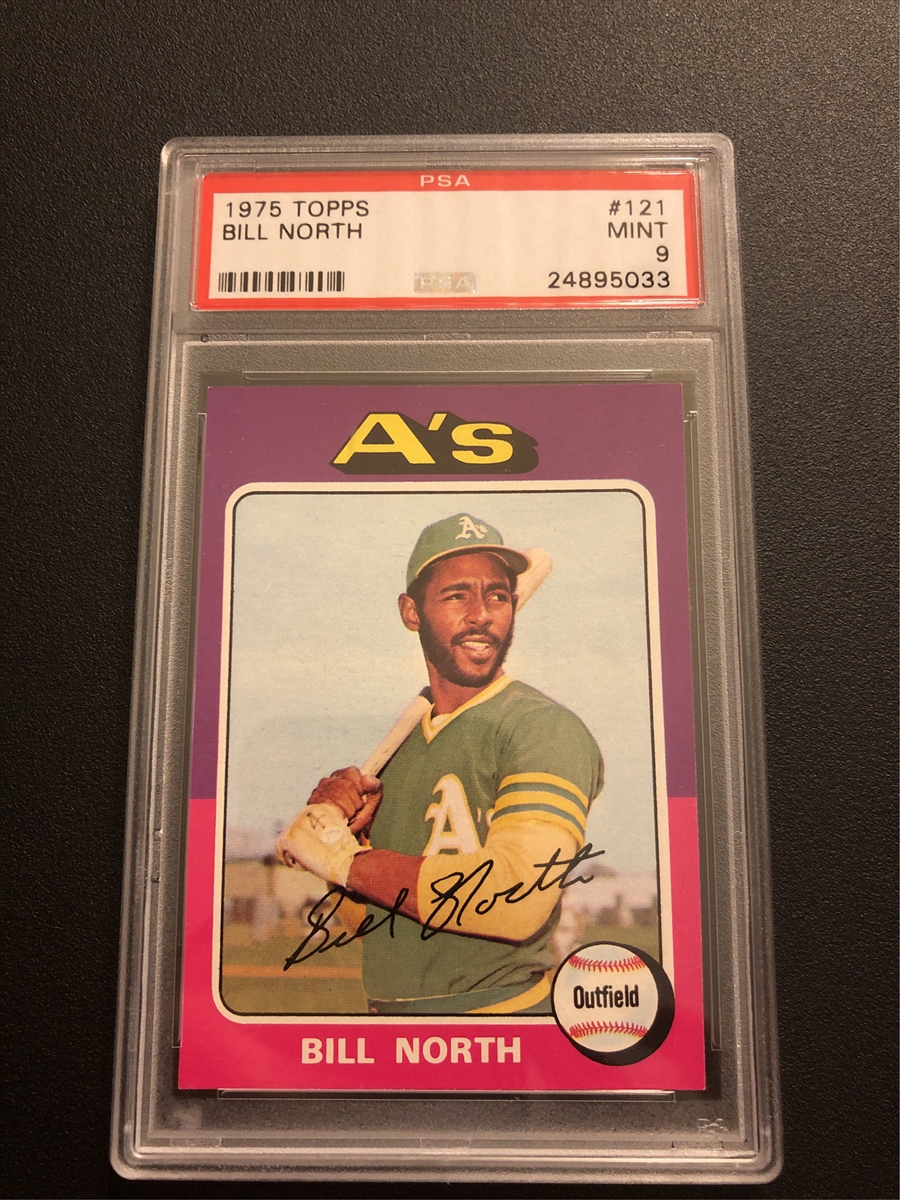 PSA
1975 TOPPS #121
BILL NORTH MINT
9
PSA 24895033
A's
A's
A's
A's
Bill North
Outfield
BILL NORTH